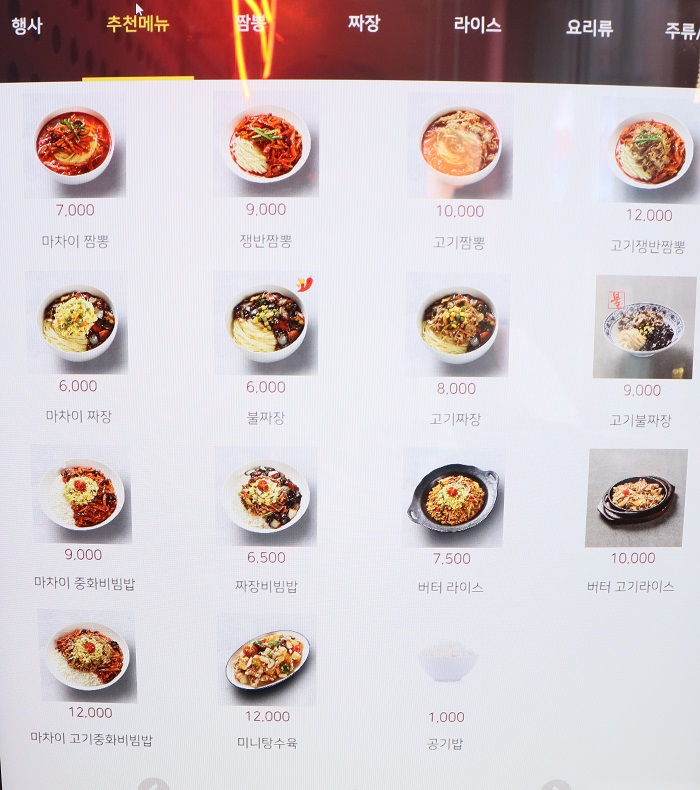 행사 추천메뉴 짬뽕 짜장 라이스 요리류 주류/
7,000 9,000 10,000 12,000
마차이 짬뽕 쟁반짬뽕 고기짬뽕 고기쟁반짬뽕
불
6,000 6,000 8,000 9,000
마차이 짜장 불짜장 고기짜장 고기불짜장
9,000 6,500 7,500 10,000
마차이 중화비빔밥 짜장비빔밥 버터 라이스 버터 고기라이스
12,000 12,000 1,000
마차이 고기중화비빔밥 미니탕수육 공기밥